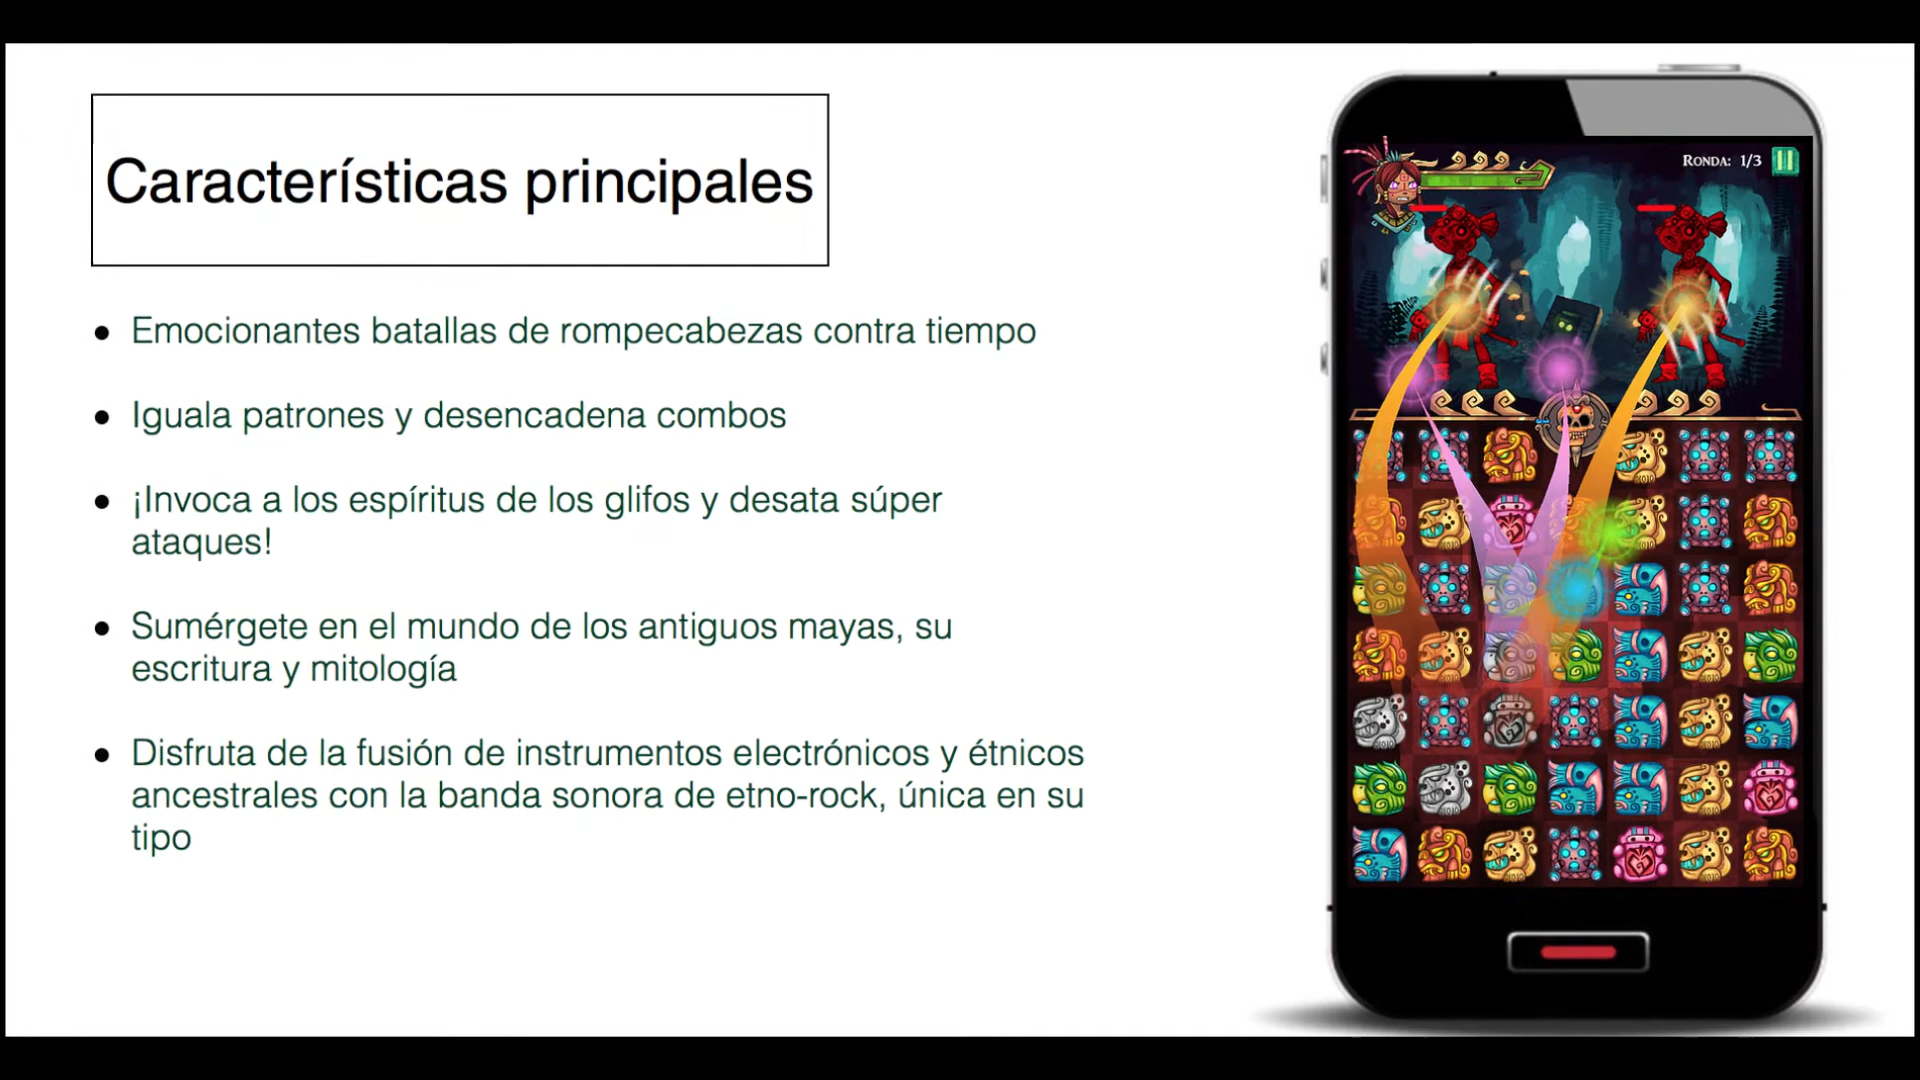 Características principales
Emocionantes batallas de rompecabezas contra tiempo
Iguala patrones y desencadena combos
¡Invoca a los espíritus de los glifos y desata súper
ataques!
Sumérgete en el mundo de los antiguos mayas, su
escritura y mitología
Disfruta de la fusión de instrumentos electrónicos y étnicos
ancestrales con la banda sonora de etno-rock, única en su
tipo
RONDA: 1/3